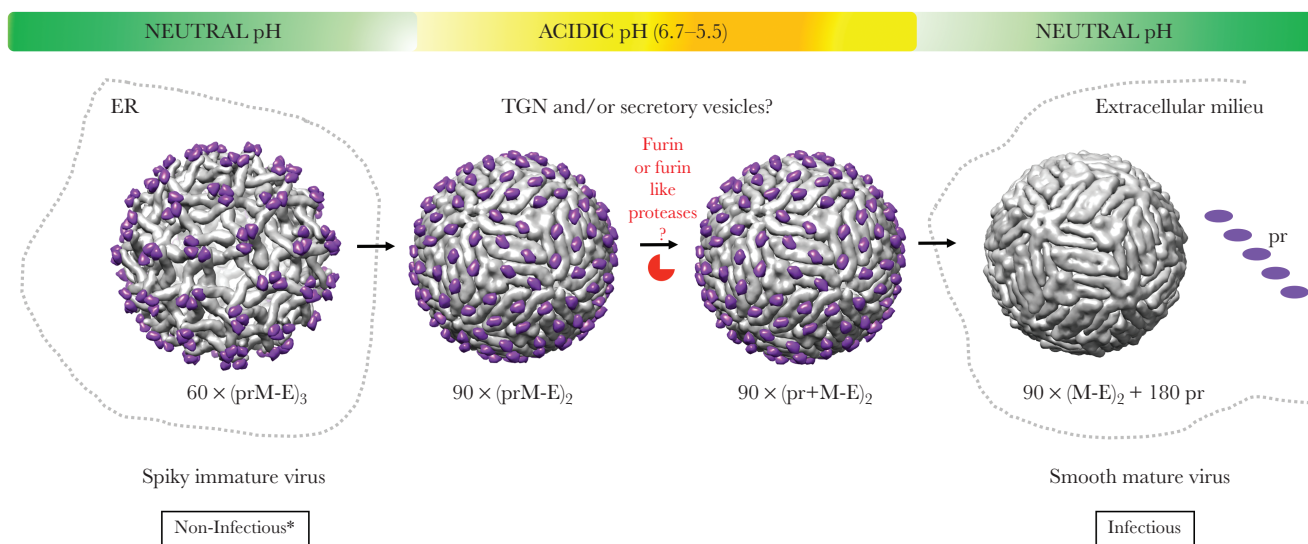 NEUTRAL pH
ACIDIC pH (6.7–5.5)
NEUTRAL pH
ER
TGN and/or secretory vesicles?
Extracellular milieu
Furin
or furin
like
proteases
?
pr
60 × (prM-E)₃
90 × (prM-E)₂
90 × (pr+M-E)₂
90 × (M-E)₂ + 180 pr
Spiky immature virus
Smooth mature virus
Non-Infectious*
Infectious